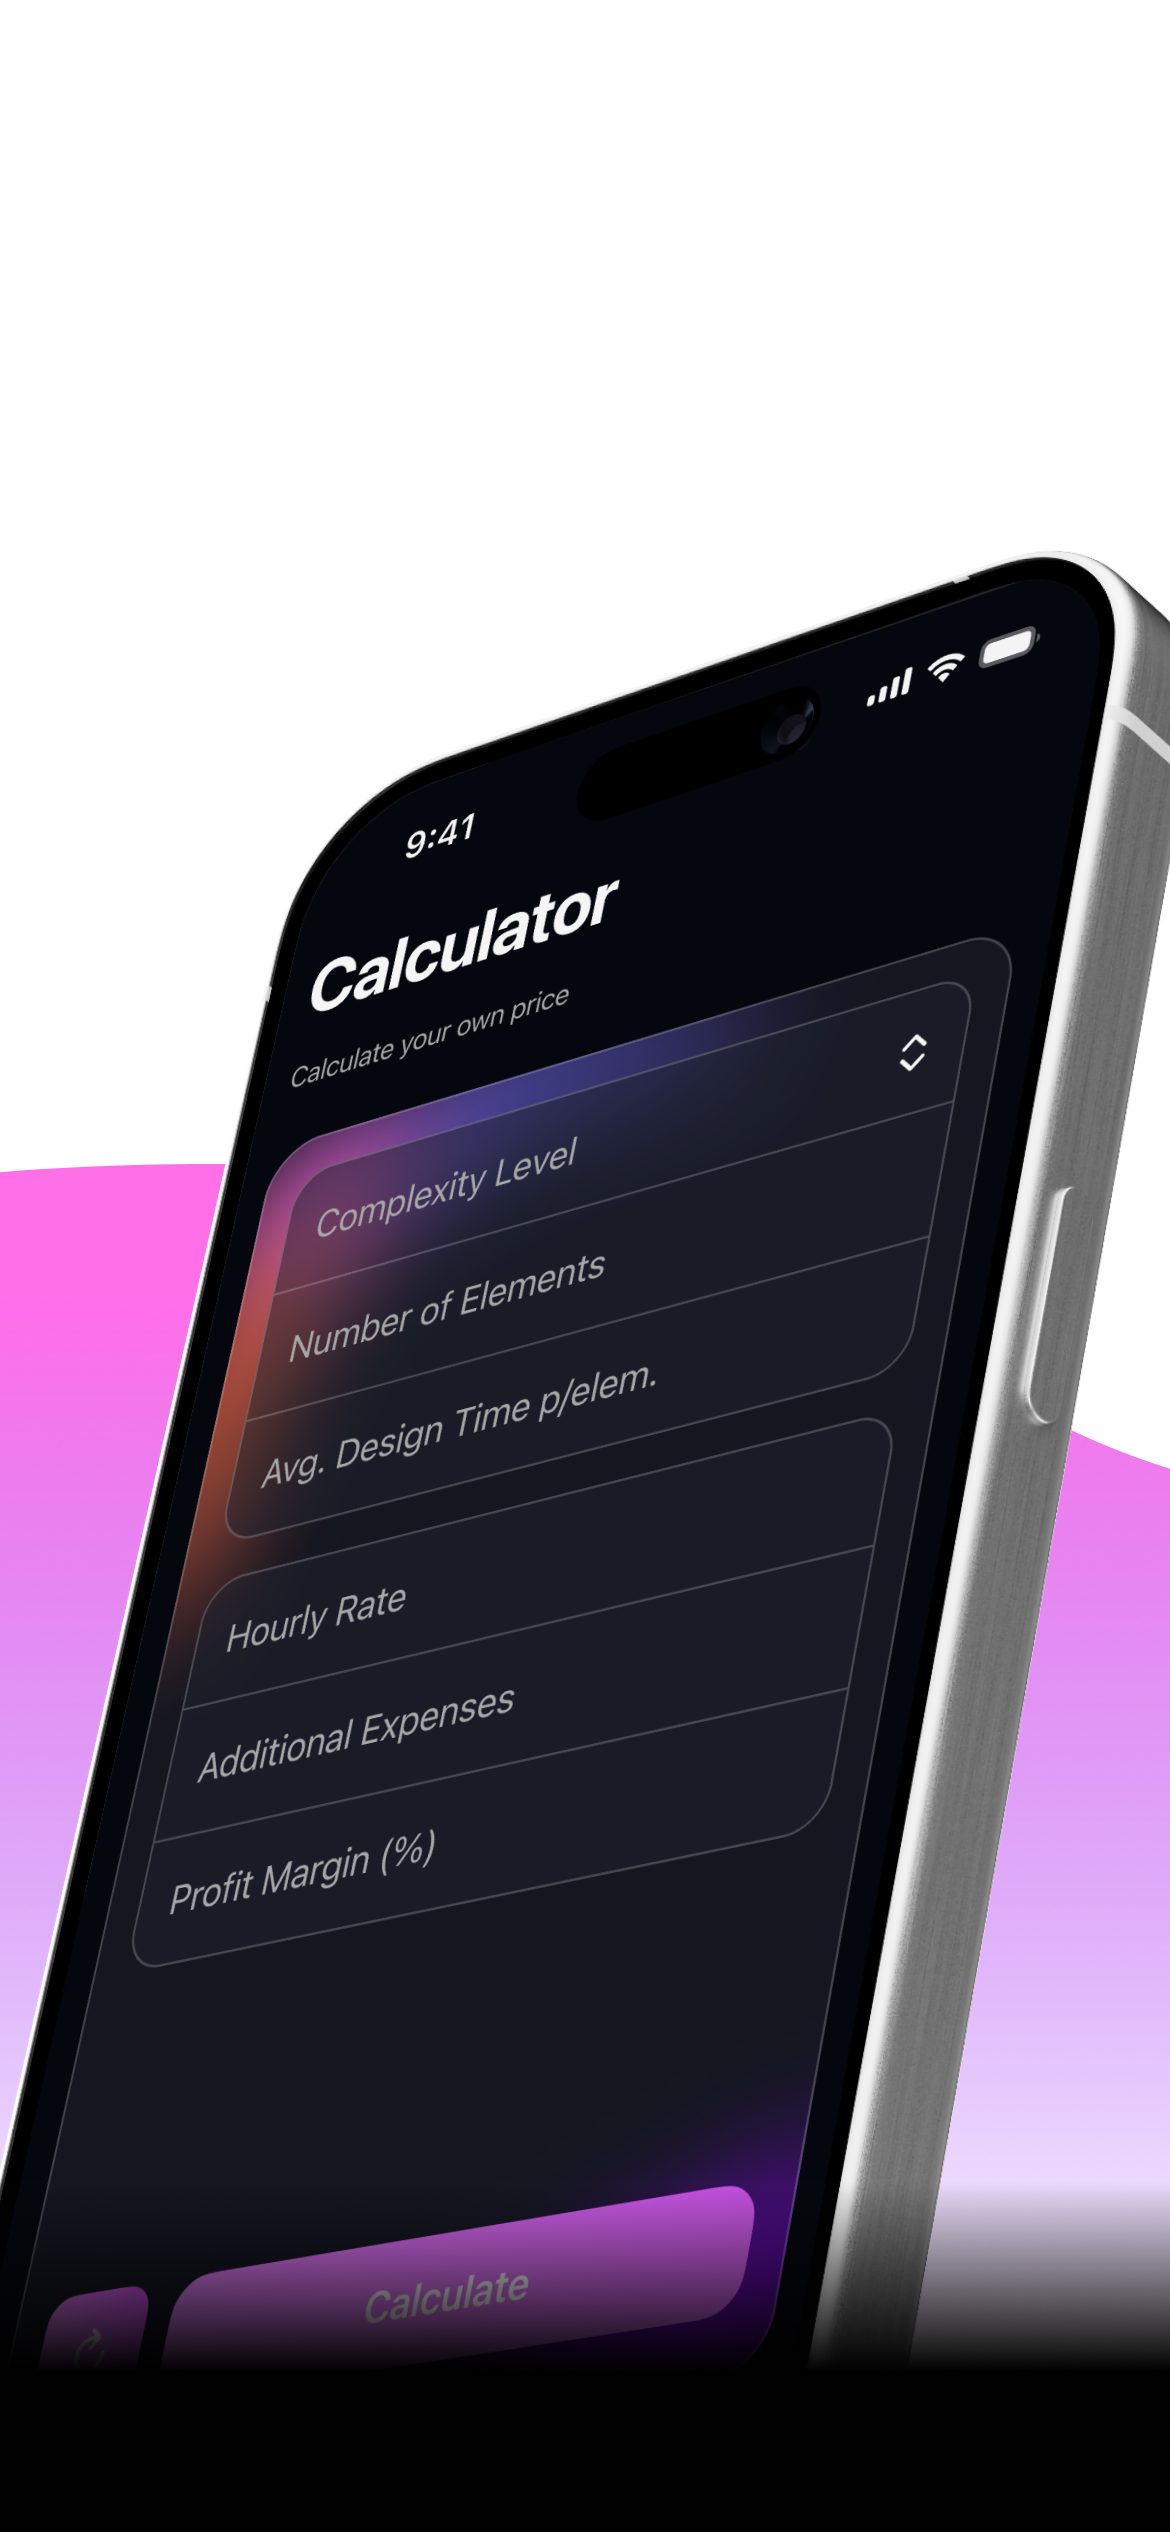 9:41
Calculator
Calculate your own price
Complexity Level
Number of Elements
Avg. Design Time p/elem.
Hourly Rate
Additional Expenses
Profit Margin (%)
Calculate